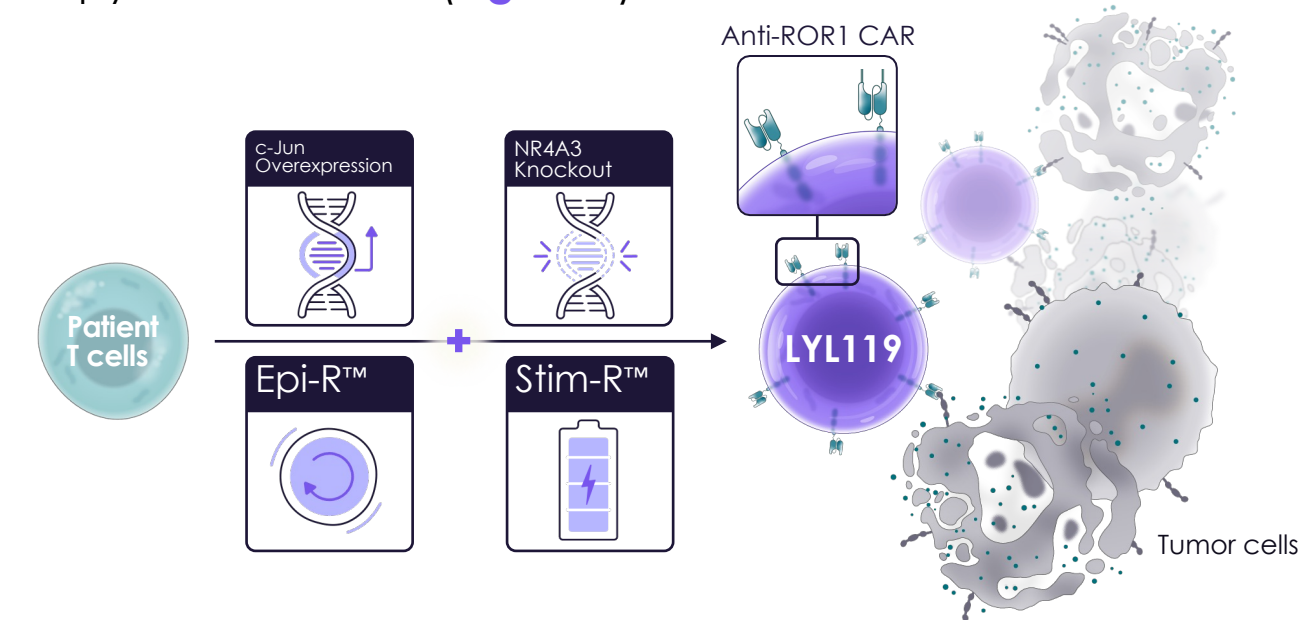 Anti-ROR1 CAR
c-Jun
Overexpression
NR4A3
Knockout
Patient
T cells
LYL119
Epi-R™
Stim-R™
Tumor cells